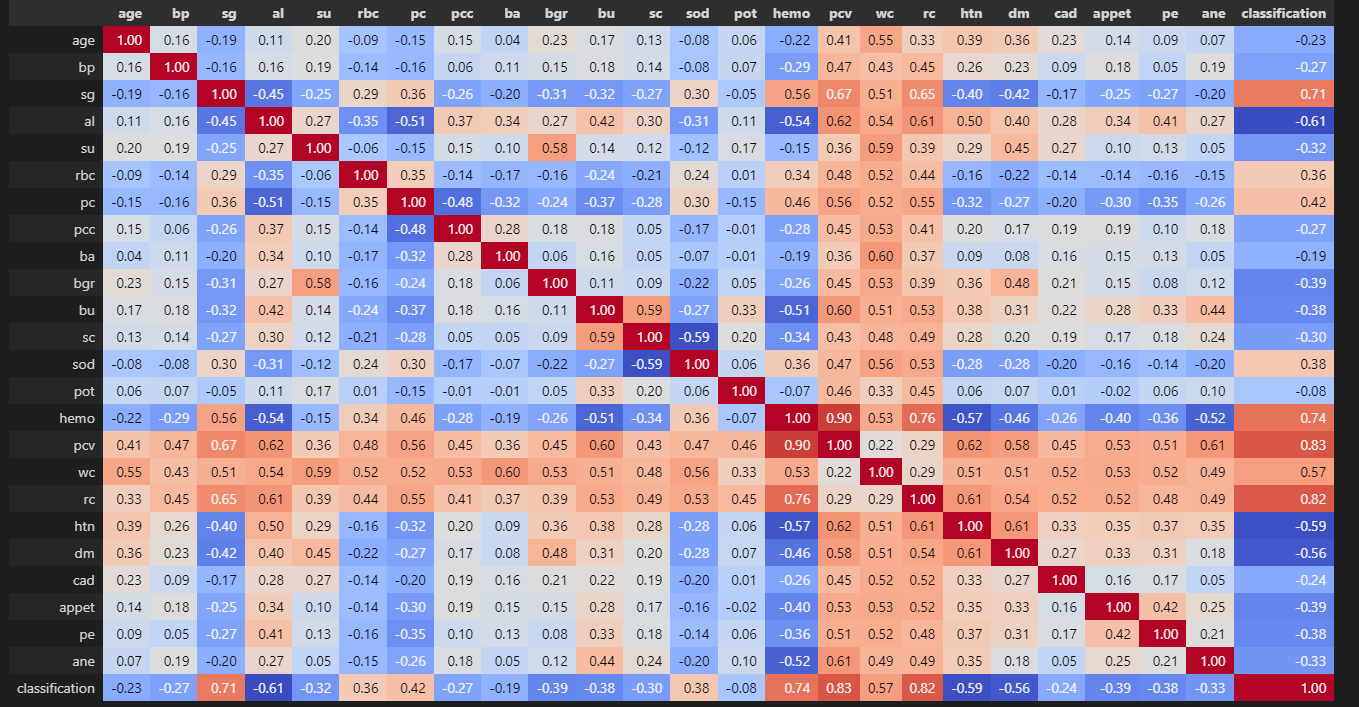 age bp sg al su rbc pc pcc ba bgr bu sc sod pot hemo pcv wc rc htn dm cad appet pe ane classification
age 1.00 0.16 -0.19 0.11 0.20 -0.09 -0.15 0.15 0.04 0.23 0.17 0.13 -0.08 0.06 -0.22 0.41 0.55 0.33 0.39 0.36 0.23 0.14 0.09 0.07 -0.23
bp 0.16 1.00 -0.16 0.16 0.19 -0.14 -0.16 0.06 0.11 0.15 0.18 0.14 -0.08 0.07 -0.29 0.47 0.43 0.45 0.26 0.23 0.09 0.18 0.05 0.19 -0.27
sg -0.19 -0.16 1.00 -0.45 -0.25 0.29 0.36 -0.26 -0.20 -0.31 -0.32 -0.27 0.30 -0.05 0.56 0.67 0.51 0.65 -0.40 -0.42 -0.17 -0.25 -0.27 -0.20 0.71
al 0.11 0.16 -0.45 1.00 0.27 -0.35 -0.51 0.37 0.34 0.27 0.42 0.30 -0.31 0.11 -0.54 0.62 0.54 0.61 0.50 0.40 0.28 0.34 0.41 0.27 -0.61
su 0.20 0.19 -0.25 0.27 1.00 -0.06 -0.15 0.15 0.10 0.58 0.14 0.12 -0.12 0.17 -0.15 0.36 0.59 0.39 0.29 0.45 0.27 0.10 0.13 0.05 -0.32
rbc -0.09 -0.14 0.29 -0.35 -0.06 1.00 0.35 -0.14 -0.17 -0.16 -0.24 -0.21 0.24 0.01 0.34 0.48 0.52 0.44 -0.16 -0.22 -0.14 -0.14 -0.16 -0.15 0.36
pc -0.15 -0.16 0.36 -0.51 -0.15 0.35 1.00 -0.48 -0.32 -0.24 -0.37 -0.28 0.30 -0.15 0.46 0.56 0.52 0.55 -0.32 -0.27 -0.20 -0.30 -0.35 -0.26 0.42
pcc 0.15 0.06 -0.26 0.37 0.15 -0.14 -0.48 1.00 0.28 0.18 0.18 0.05 -0.17 -0.01 -0.28 0.45 0.53 0.41 0.20 0.17 0.19 0.19 0.10 0.18 -0.27
ba 0.04 0.11 -0.20 0.34 0.10 -0.17 -0.32 0.28 1.00 0.06 0.16 0.05 -0.07 -0.01 -0.19 0.36 0.60 0.37 0.09 0.08 0.16 0.15 0.13 0.05 -0.19
bgr 0.23 0.15 -0.31 0.27 0.58 -0.16 -0.24 0.18 0.06 1.00 0.11 0.09 -0.22 0.05 -0.26 0.45 0.53 0.39 0.36 0.48 0.21 0.15 0.08 0.12 -0.39
bu 0.17 0.18 -0.32 0.42 0.14 -0.24 -0.37 0.18 0.16 0.11 1.00 0.59 -0.27 0.33 -0.51 0.60 0.51 0.53 0.38 0.31 0.22 0.28 0.33 0.44 -0.38
sc 0.13 0.14 -0.27 0.30 0.12 -0.21 -0.28 0.05 0.05 0.09 0.59 1.00 -0.59 0.20 -0.34 0.43 0.48 0.49 0.28 0.20 0.19 0.17 0.18 0.24 -0.30
sod -0.08 -0.08 0.30 -0.31 -0.12 0.24 0.30 -0.17 -0.07 -0.22 -0.27 -0.59 1.00 0.06 0.36 0.47 0.56 0.53 -0.28 -0.28 -0.20 -0.16 -0.14 -0.20 0.38
pot 0.06 0.07 -0.05 0.11 0.17 0.01 -0.15 -0.01 -0.01 0.05 0.33 0.20 0.06 1.00 -0.07 0.46 0.33 0.45 0.06 0.07 0.01 -0.02 0.06 0.10 -0.08
hemo -0.22 -0.29 0.56 -0.54 -0.15 0.34 0.46 -0.28 -0.19 -0.26 -0.51 -0.34 0.36 -0.07 1.00 0.90 0.53 0.76 -0.57 -0.46 -0.26 -0.40 -0.36 -0.52 0.74
pcv 0.41 0.47 0.67 0.62 0.36 0.48 0.56 0.45 0.36 0.45 0.60 0.43 0.47 0.46 0.90 1.00 0.22 0.29 0.62 0.58 0.45 0.53 0.51 0.61 0.83
wc 0.55 0.43 0.51 0.54 0.59 0.52 0.52 0.53 0.60 0.53 0.51 0.48 0.56 0.33 0.53 0.22 1.00 0.29 0.51 0.51 0.52 0.53 0.52 0.49 0.57
rc 0.33 0.45 0.65 0.61 0.39 0.44 0.55 0.41 0.37 0.39 0.53 0.49 0.53 0.45 0.76 0.29 0.29 1.00 0.61 0.54 0.52 0.52 0.48 0.49 0.82
htn 0.39 0.26 -0.40 0.50 0.29 -0.16 -0.32 0.20 0.09 0.36 0.38 0.28 -0.28 0.06 -0.57 0.62 0.51 0.61 1.00 0.61 0.33 0.35 0.37 0.35 -0.59
dm 0.36 0.23 -0.42 0.40 0.45 -0.22 -0.27 0.17 0.08 0.48 0.31 0.20 -0.28 0.07 -0.46 0.58 0.51 0.54 0.61 1.00 0.27 0.33 0.31 0.18 -0.56
cad 0.23 0.09 -0.17 0.28 0.27 -0.14 -0.20 0.19 0.16 0.21 0.22 0.19 -0.20 0.01 -0.26 0.45 0.52 0.52 0.33 0.27 1.00 0.16 0.17 0.05 -0.24
appet 0.14 0.18 -0.25 0.34 0.10 -0.14 -0.30 0.19 0.15 0.15 0.28 0.17 -0.16 -0.02 -0.40 0.53 0.53 0.52 0.35 0.33 0.16 1.00 0.42 0.25 -0.39
pe 0.09 0.05 -0.27 0.41 0.13 -0.16 -0.35 0.10 0.13 0.08 0.33 0.18 -0.14 0.06 -0.36 0.51 0.52 0.48 0.37 0.31 0.17 0.42 1.00 0.21 -0.38
ane 0.07 0.19 -0.20 0.27 0.05 -0.15 -0.26 0.18 0.05 0.12 0.44 0.24 -0.20 0.10 -0.52 0.61 0.49 0.49 0.35 0.18 0.05 0.25 0.21 1.00 -0.33
classification -0.23 -0.27 0.71 -0.61 -0.32 0.36 0.42 -0.27 -0.19 -0.39 -0.38 -0.30 0.38 -0.08 0.74 0.83 0.57 0.82 -0.59 -0.56 -0.24 -0.39 -0.38 -0.33 1.00